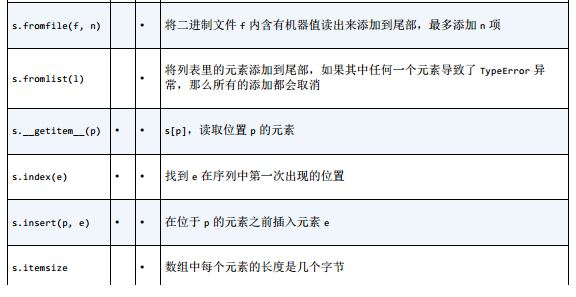 s.fromfile(f, n) • 将二进制文件 f 内含有机器值读出来添加到尾部，最多添加 n 项
s.fromlist(l) • 将列表里的元素添加到尾部，如果其中任何一个元素导致了 TypeError 异
常，那么所有的添加都会取消
s.__getitem__(p) • • s[p]，读取位置 p 的元素
s.index(e) • • 找到 e 在序列中第一次出现的位置
s.insert(p, e) • • 在位于 p 的元素之前插入元素 e
s.itemsize • 数组中每个元素的长度是几个字节